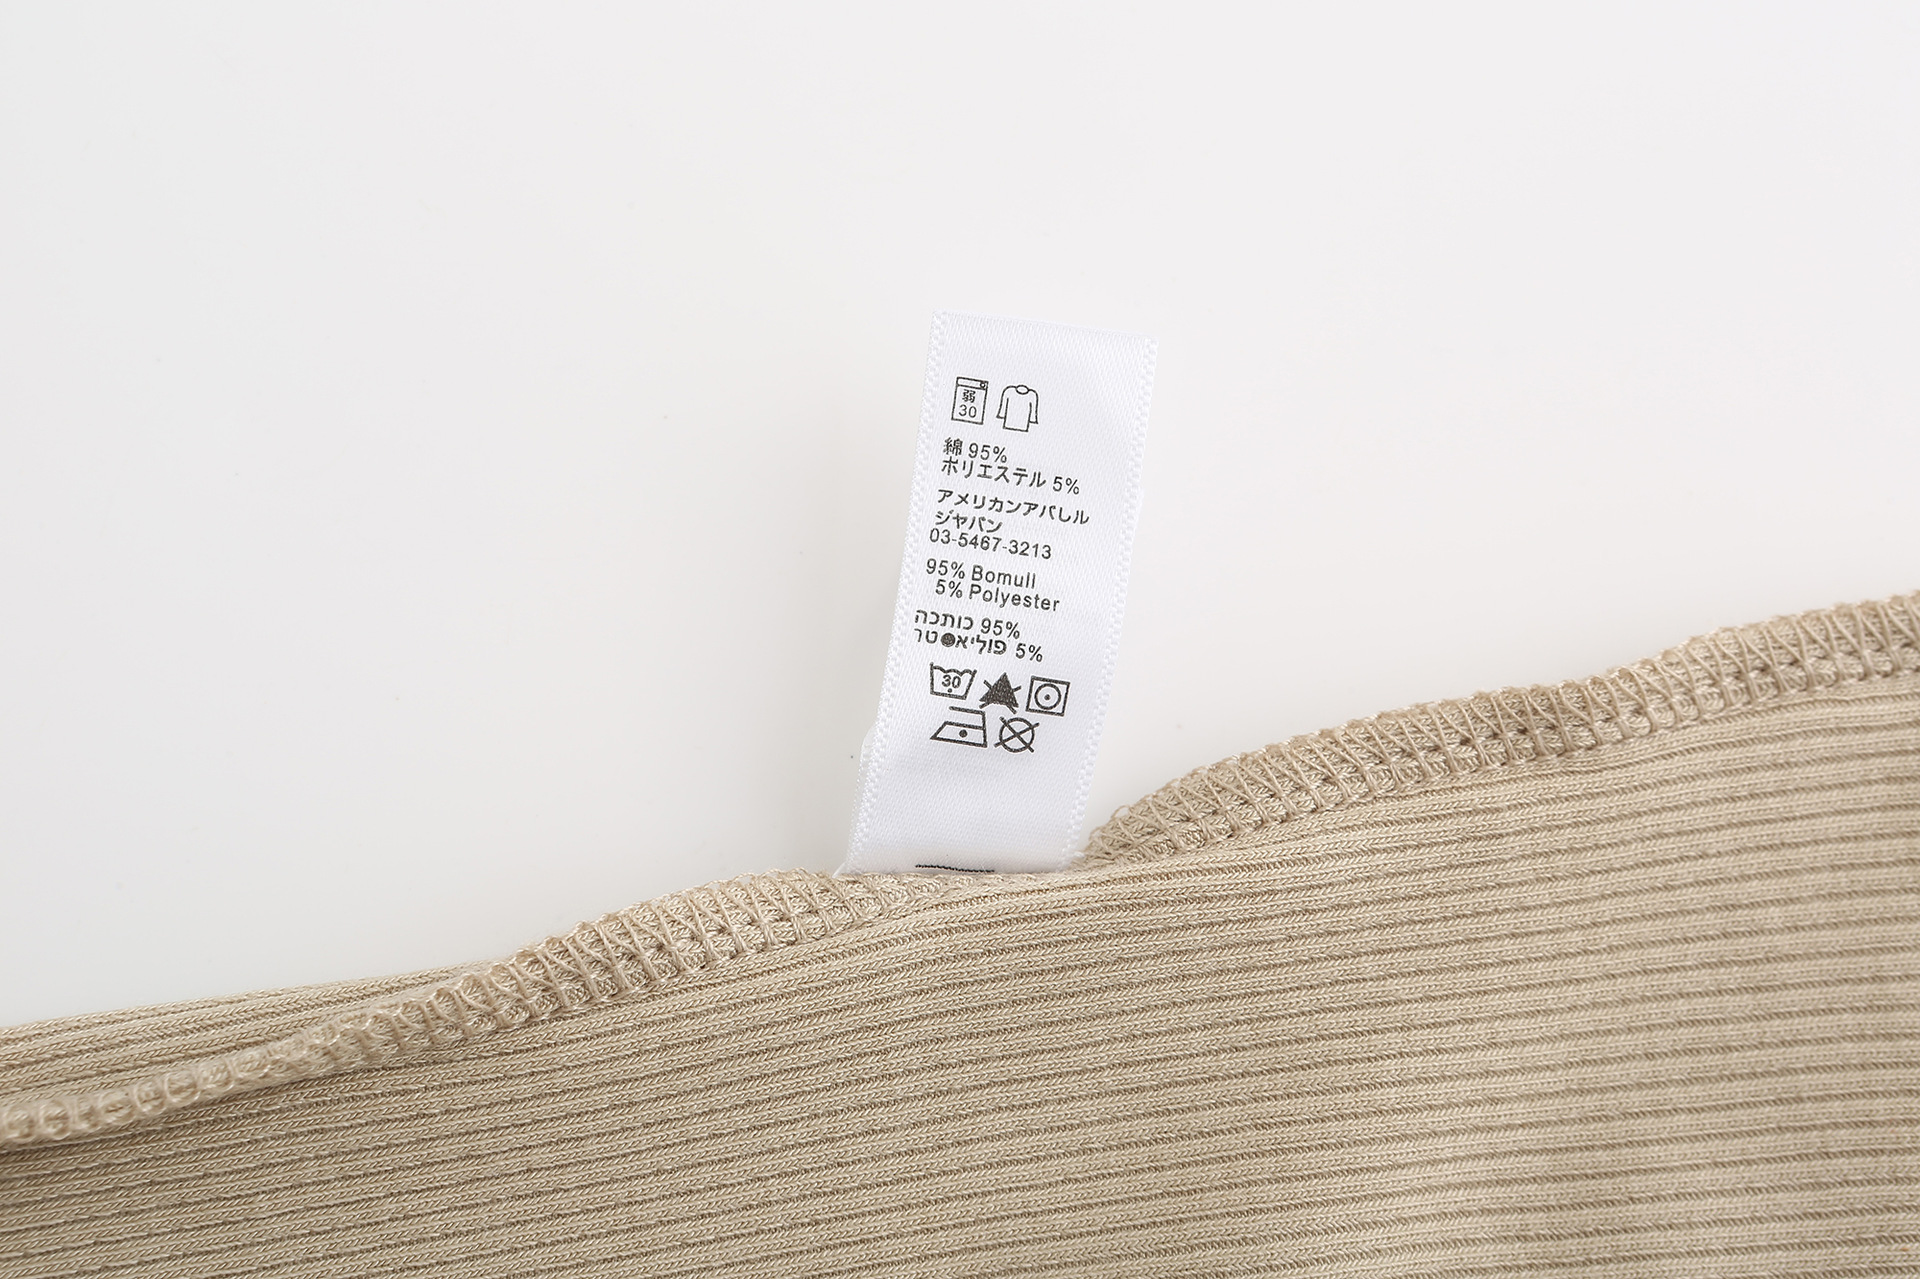 弱
30
綿 95%
ポリエステル 5%
アメリカンアパレル
ジャパン
03-5467-3213
95% Bomull
5% Polyester
כותנה 95%
5%
30